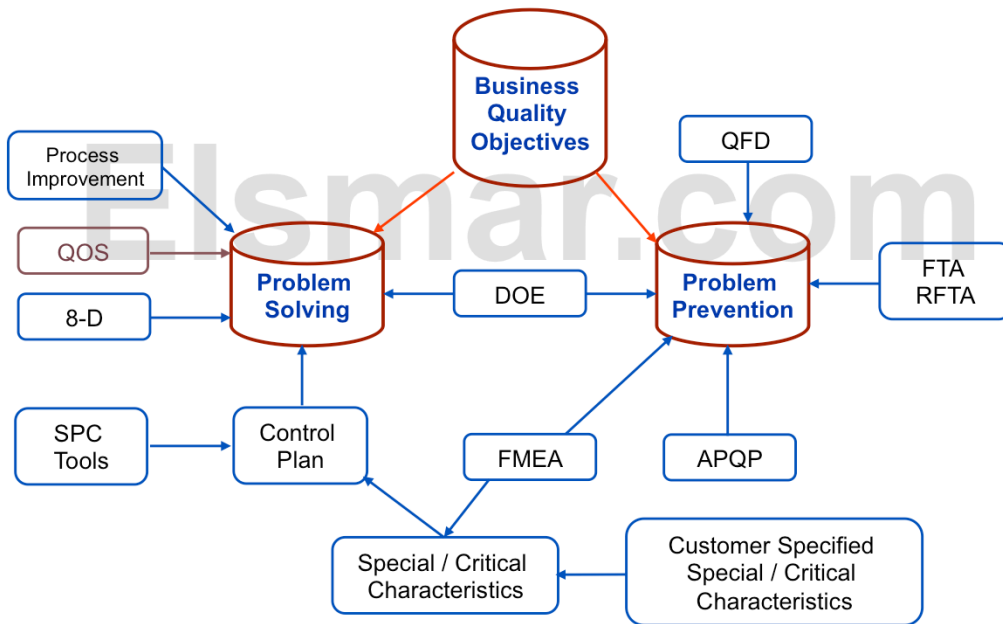 Elsmar.com
Business
Quality
Objectives
QFD
Process
Improvement
QOS
8-D
Problem
Solving
DOE
Problem
Prevention
FTA
RFTA
SPC
Tools
Control
Plan
FMEA
APQP
Special / Critical
Characteristics
Customer Specified
Special / Critical
Characteristics